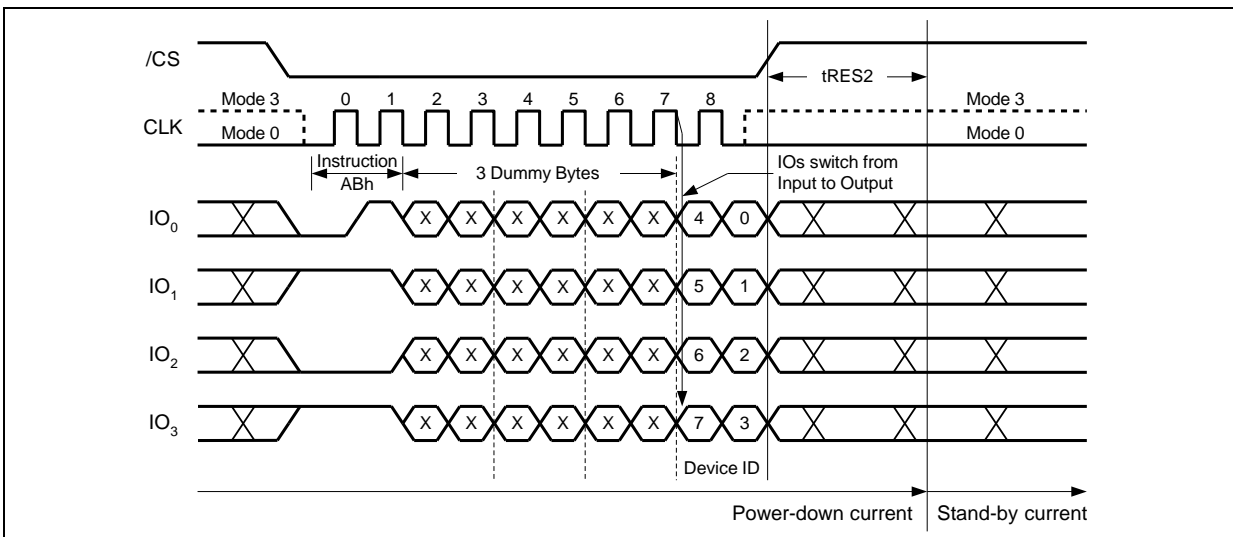 /CS
tRES2
Mode 3 0 1 2 3 4 5 6 7 8 Mode 3
CLK
Mode 0 Mode 0
Instruction
ABh
3 Dummy Bytes
IOs switch from
Input to Output
IO0 X X X X X X 4 0
IO1 X X X X X X 5 1
IO2 X X X X X X 6 2
IO3 X X X X X X 7 3
Device ID
Power-down current Stand-by current